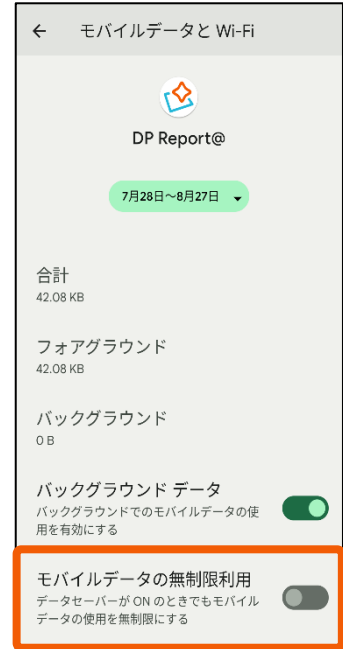 モバイルデータと Wi-Fi
DP Report@
7月28日～8月27日
合計
42.08 KB
フォアグラウンド
42.08 KB
バックグラウンド
0 B
バックグラウンド データ
バックグラウンドでのモバイルデータの使
用を有効にする
モバイルデータの無制限利用
データセーバーが ON のときでもモバイル
データの使用を無制限にする